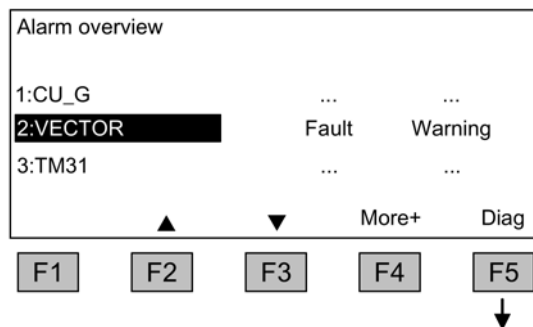 Alarm overview
1:CU_G ... ...
2:VECTOR Fault Warning
3:TM31 ... ...
▲ ▼ More+ Diag
F1 F2 F3 F4 F5